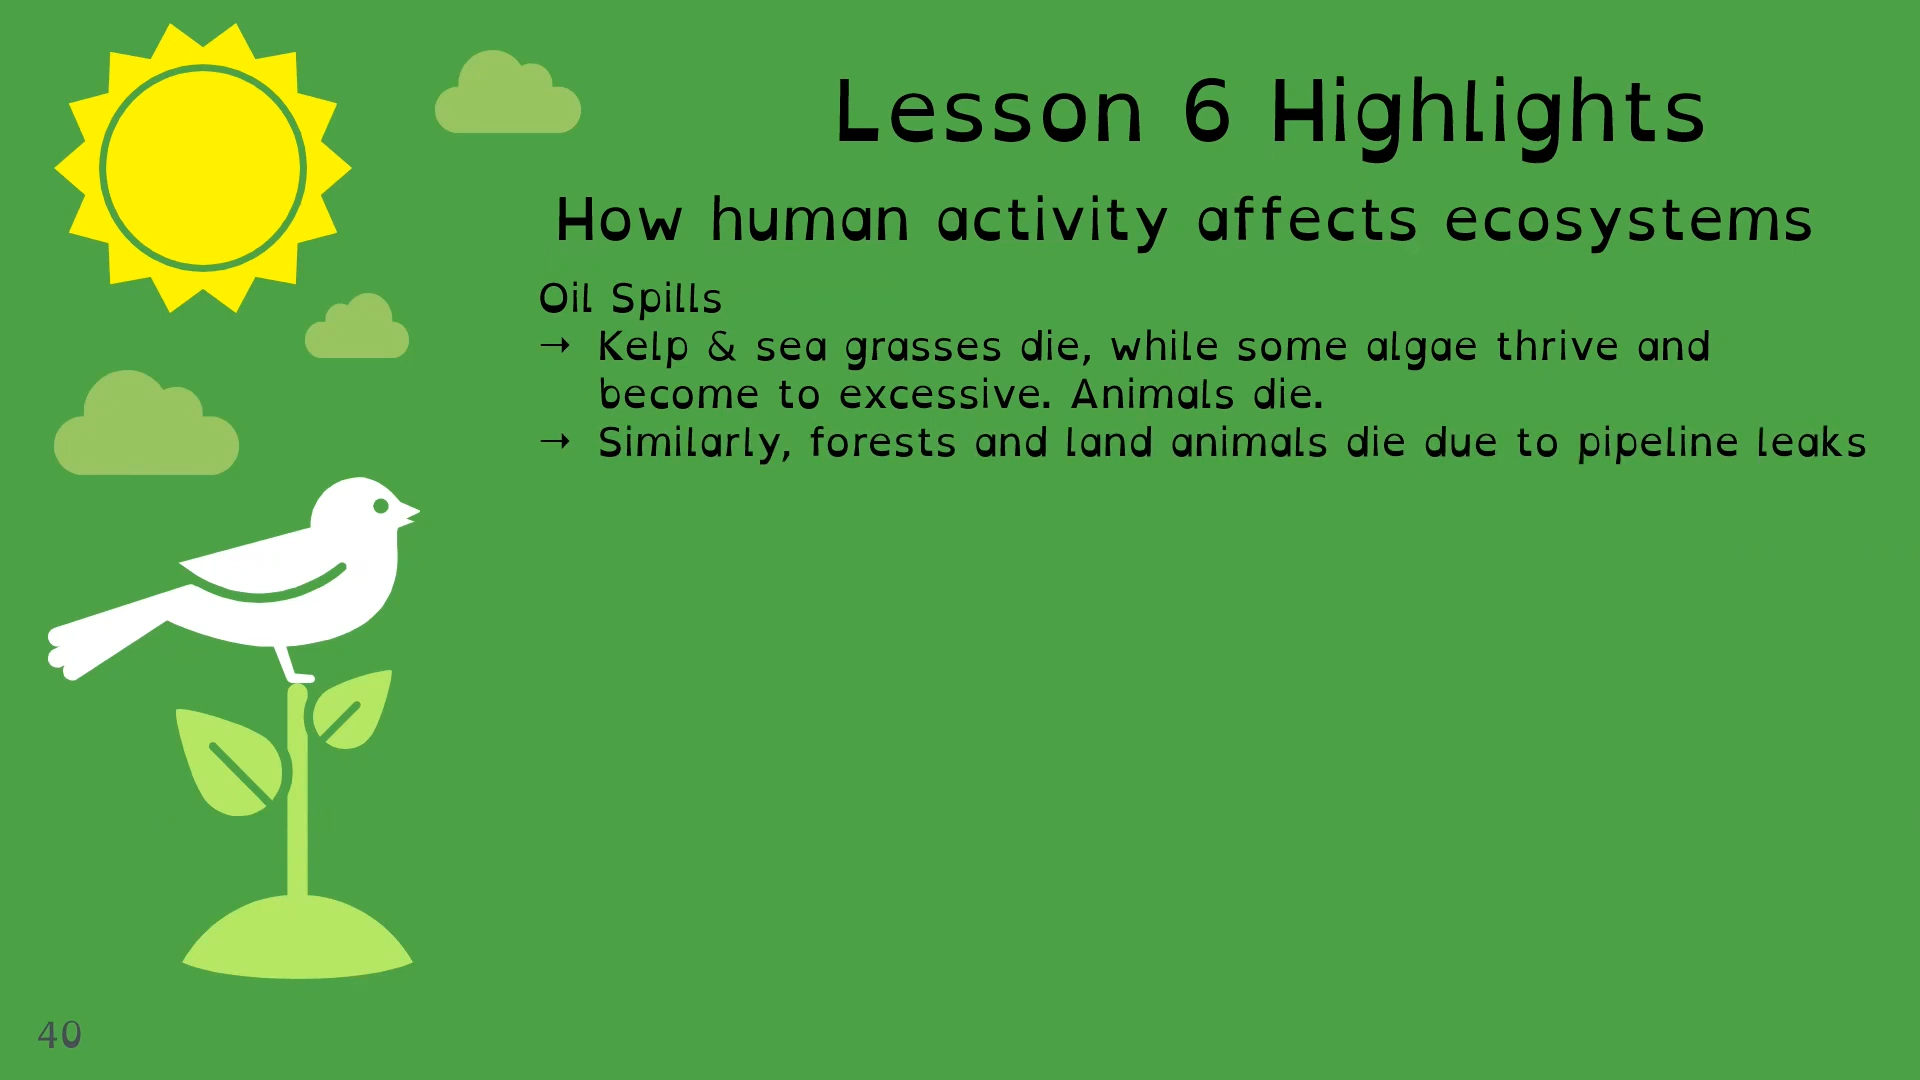 Lesson 6 Highlights
How human activity affects ecosystems
Oil Spills
→ Kelp & sea grasses die, while some algae thrive and
become to excessive. Animals die.
→ Similarly, forests and land animals die due to pipeline leaks
40